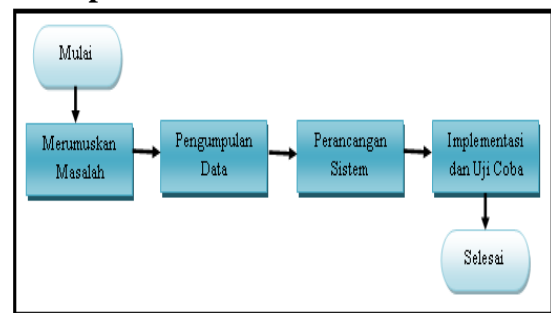 Mulai
Merumuskan
Masalah
Pengumpulan
Data
Perancangan
Sistem
Implementasi
dan Uji Coba
Selesai